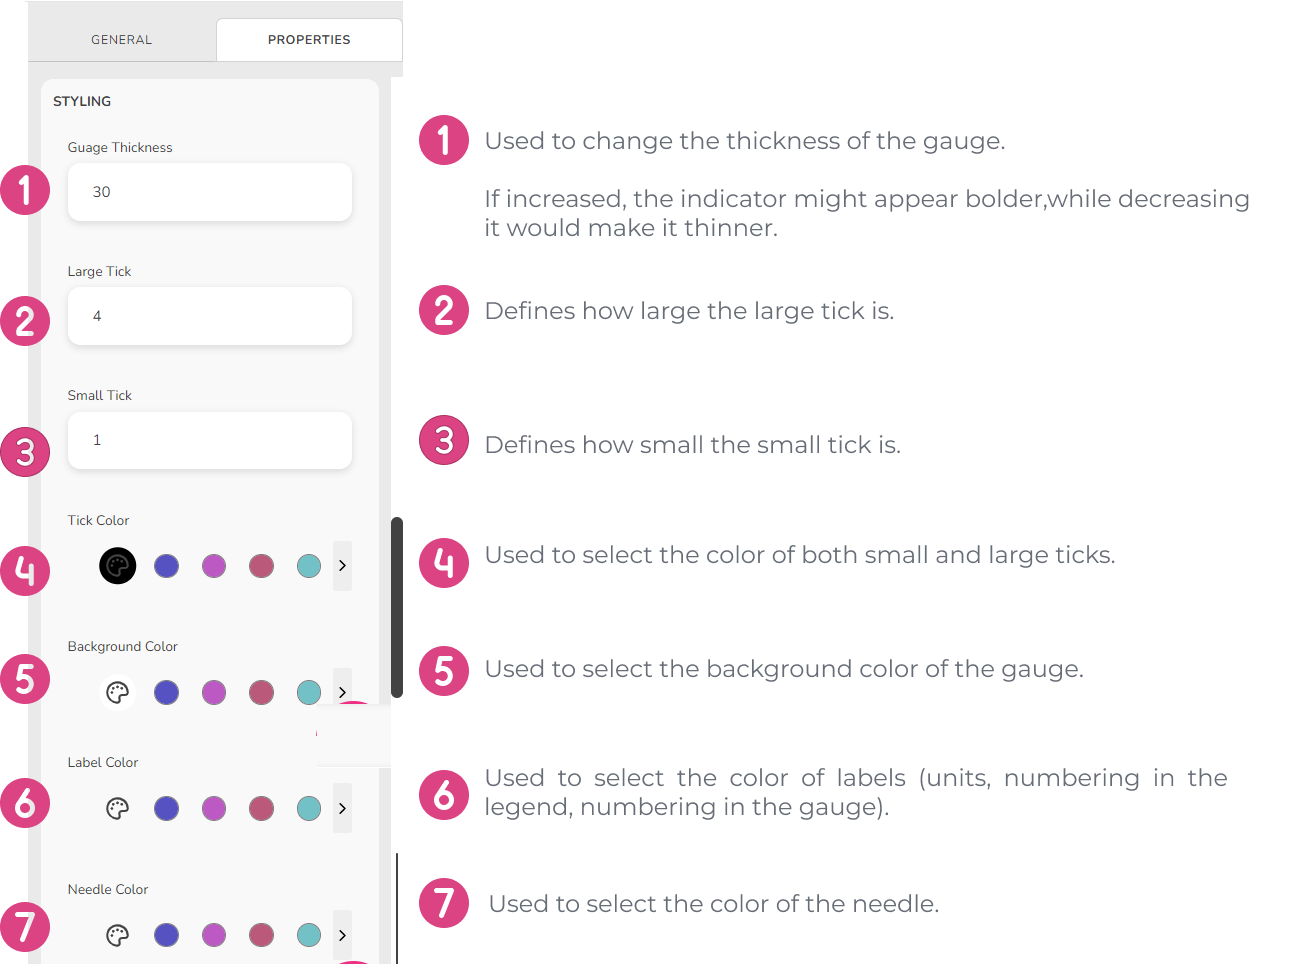 GENERAL
PROPERTIES
STYLING
Guage Thickness
1
30
Large Tick
2
4
Small Tick
3
1
Tick Color
4
Background Color
5
Label Color
6
Needle Color
7
1
Used to change the thickness of the gauge.
If increased, the indicator might appear bolder,while decreasing
it would make it thinner.
2
Defines how large the large tick is.
3
Defines how small the small tick is.
4
Used to select the color of both small and large ticks.
5
Used to select the background color of the gauge.
6
Used to select the color of labels (units, numbering in the
legend, numbering in the gauge).
7
Used to select the color of the needle.